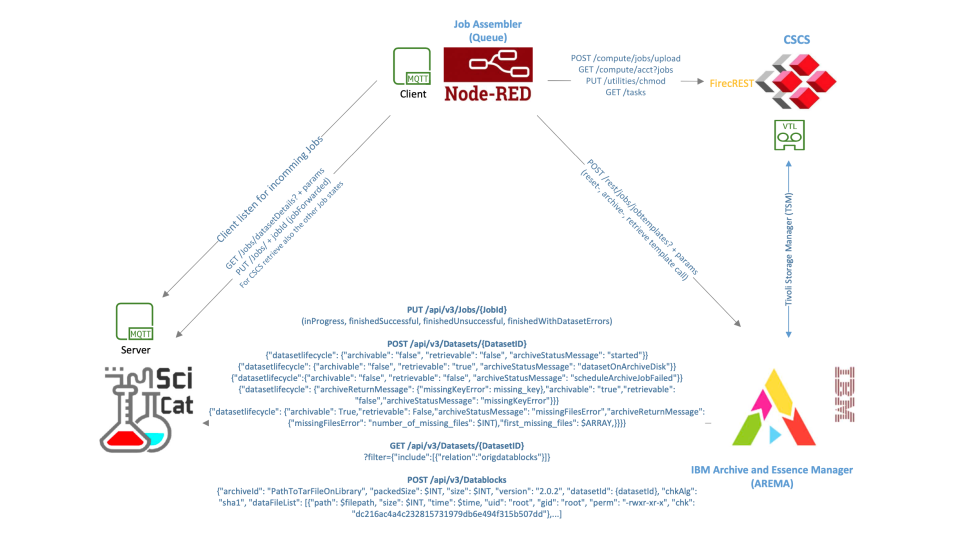 Job Assembler
(Queue)
MQTT
Client
Node-RED
POST /compute/jobs/upload
GET /compute/acct?jobs
PUT /utilities/chmod
GET /tasks
CSCS
FirecREST
VTL
Client listen for incomming Jobs
GET /Jobs/datasetDetails? + params
PUT /Jobs/ + jobId (jobForwarded)
For CSCS retrieve also the other Job states
POST /rest/jobs/jobtemplates? + params
(reset-, archive-, retrieve template call)
Tivoli Storage Manager (TSM)
MQTT
Server
Sci
Cat
PUT /api/v3/Jobs/{JobId}
(inProgress, finishedSuccessful, finishedUnsuccessful, finishedWithDatasetErrors)
POST /api/v3/Datasets/{DatasetID}
{"datasetlifecycle": {"archivable": "false", "retrievable": "false", "archiveStatusMessage": "started"}}
{"datasetlifecycle": {"archivable": "false", "retrievable": "true", "archiveStatusMessage": "datasetOnArchiveDisk"}}
{"datasetlifecycle":{"archivable": "false", "retrievable": "false", "archiveStatusMessage": "scheduleArchiveJobFailed"}}
{"datasetlifecycle": {"archiveReturnMessage": {"missingKeyError": missing_key},"archivable": "true","retrievable":
"false","archiveStatusMessage": "missingKeyError"}}}
{"datasetlifecycle": {"archivable": True,"retrievable": False,"archiveStatusMessage": "missingFilesError","archiveReturnMessage":
{"missingFilesError": "number_of_missing_files": $INT),"first_missing_files": $ARRAY,}}}}
GET /api/v3/Datasets/{DatasetID}
?filter={"include":[{"relation":"origdatablocks"}]}
POST /api/v3/Datablocks
{"archiveId": "PathToTarFileOnLibrary", "packedSize": $INT, "size": $INT, "version": "2.0.2", "datasetId": {datasetId}, "chkAlg":
"sha1", "dataFileList": [{"path": $filepath, "size": $INT, "time": $time, "uid": "root", "gid": "root", "perm": "-rwxr-xr-x", "chk":
"dc216ac4a4c232815731979db6e494f315b507dd"},...]
IBM
IBM Archive and Essence Manager
(AREMA)